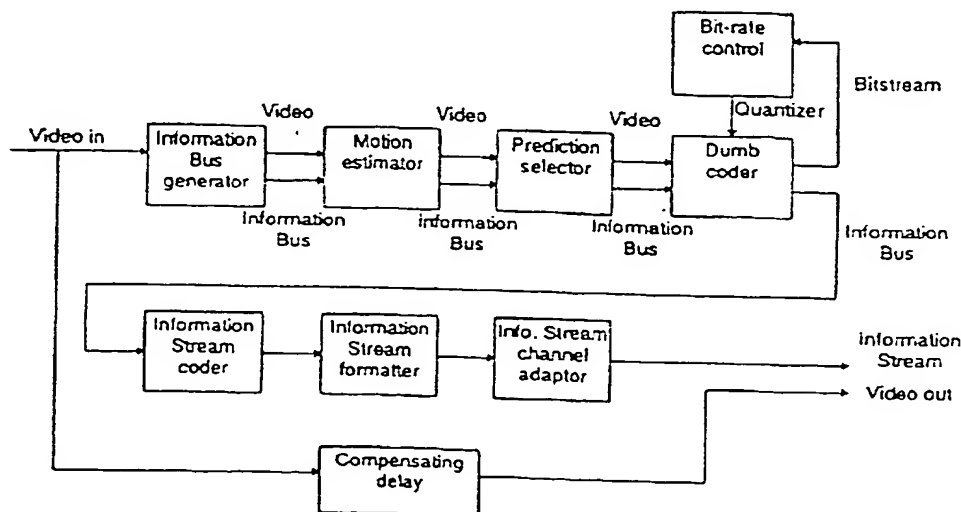 Bit-rate
control
Bitstream
Quantizer
Video in
Information
Bus
generator
Video
Information
Bus
Motion
estimator
Video
Information
Bus
Prediction
selector
Video
Information
Bus
Dumb
coder
Information
Bus
Information
Stream
coder
Information
Stream
formatter
Info. Stream
channel
adaptor
Information
Stream
Video out
Compensating
delay